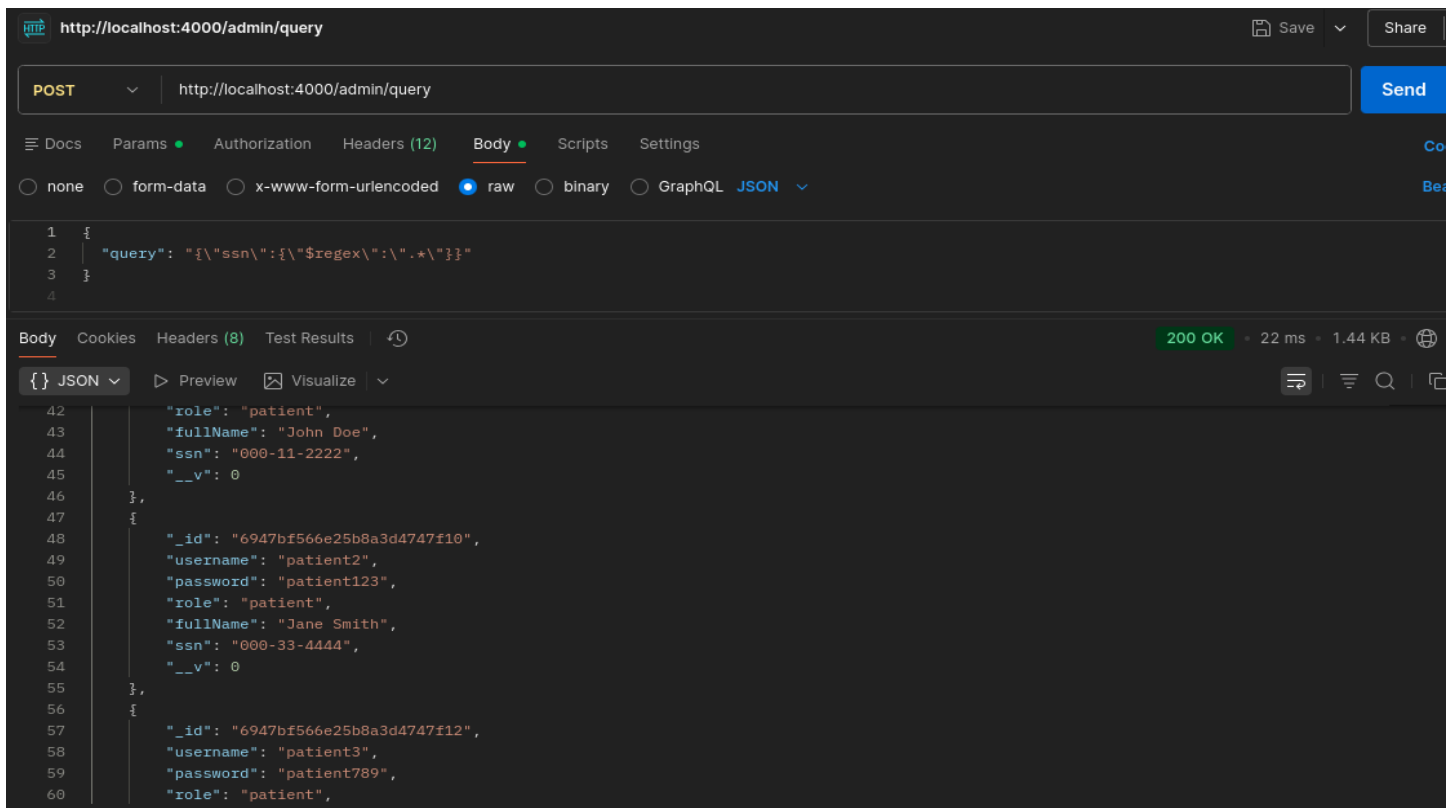 HTTP http://localhost:4000/admin/query Save Share
POST http://localhost:4000/admin/query Send
Docs Params Authorization Headers (12) Body Scripts Settings
none form-data x-www-form-urlencoded raw binary GraphQL JSON
1 {
2 "query": "{\"ssn\":{\"$regex\":\".*\"}}"
3 }
4
Body Cookies Headers (8) Test Results 200 OK • 22 ms • 1.44 KB •
{} JSON Preview Visualize
42 "role": "patient",
43 "fullName": "John Doe",
44 "ssn": "000-11-2222",
45 "__v": 0
46 },
47 {
48 "_id": "6947bf566e25b8a3d4747f10",
49 "username": "patient2",
50 "password": "patient123",
51 "role": "patient",
52 "fullName": "Jane Smith",
53 "ssn": "000-33-4444",
54 "__v": 0
55 },
56 {
57 "_id": "6947bf566e25b8a3d4747f12",
58 "username": "patient3",
59 "password": "patient789",
60 "role": "patient",